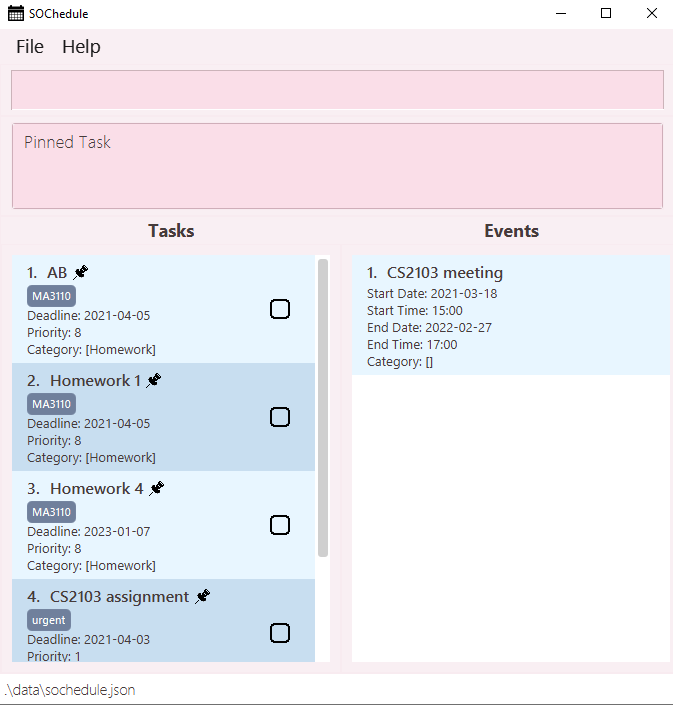 SOChedule
File Help
Pinned Task
Tasks
Events
1. AB
MA3110
Deadline: 2021-04-05
Priority: 8
Category: [Homework]
2. Homework 1
MA3110
Deadline: 2021-04-05
Priority: 8
Category: [Homework]
3. Homework 4
MA3110
Deadline: 2023-01-07
Priority: 8
Category: [Homework]
4. CS2103 assignment
urgent
Deadline: 2021-04-03
Priority: 1
1. CS2103 meeting
Start Date: 2021-03-18
Start Time: 15:00
End Date: 2022-02-27
End Time: 17:00
Category: []
.\data\sochedule.json